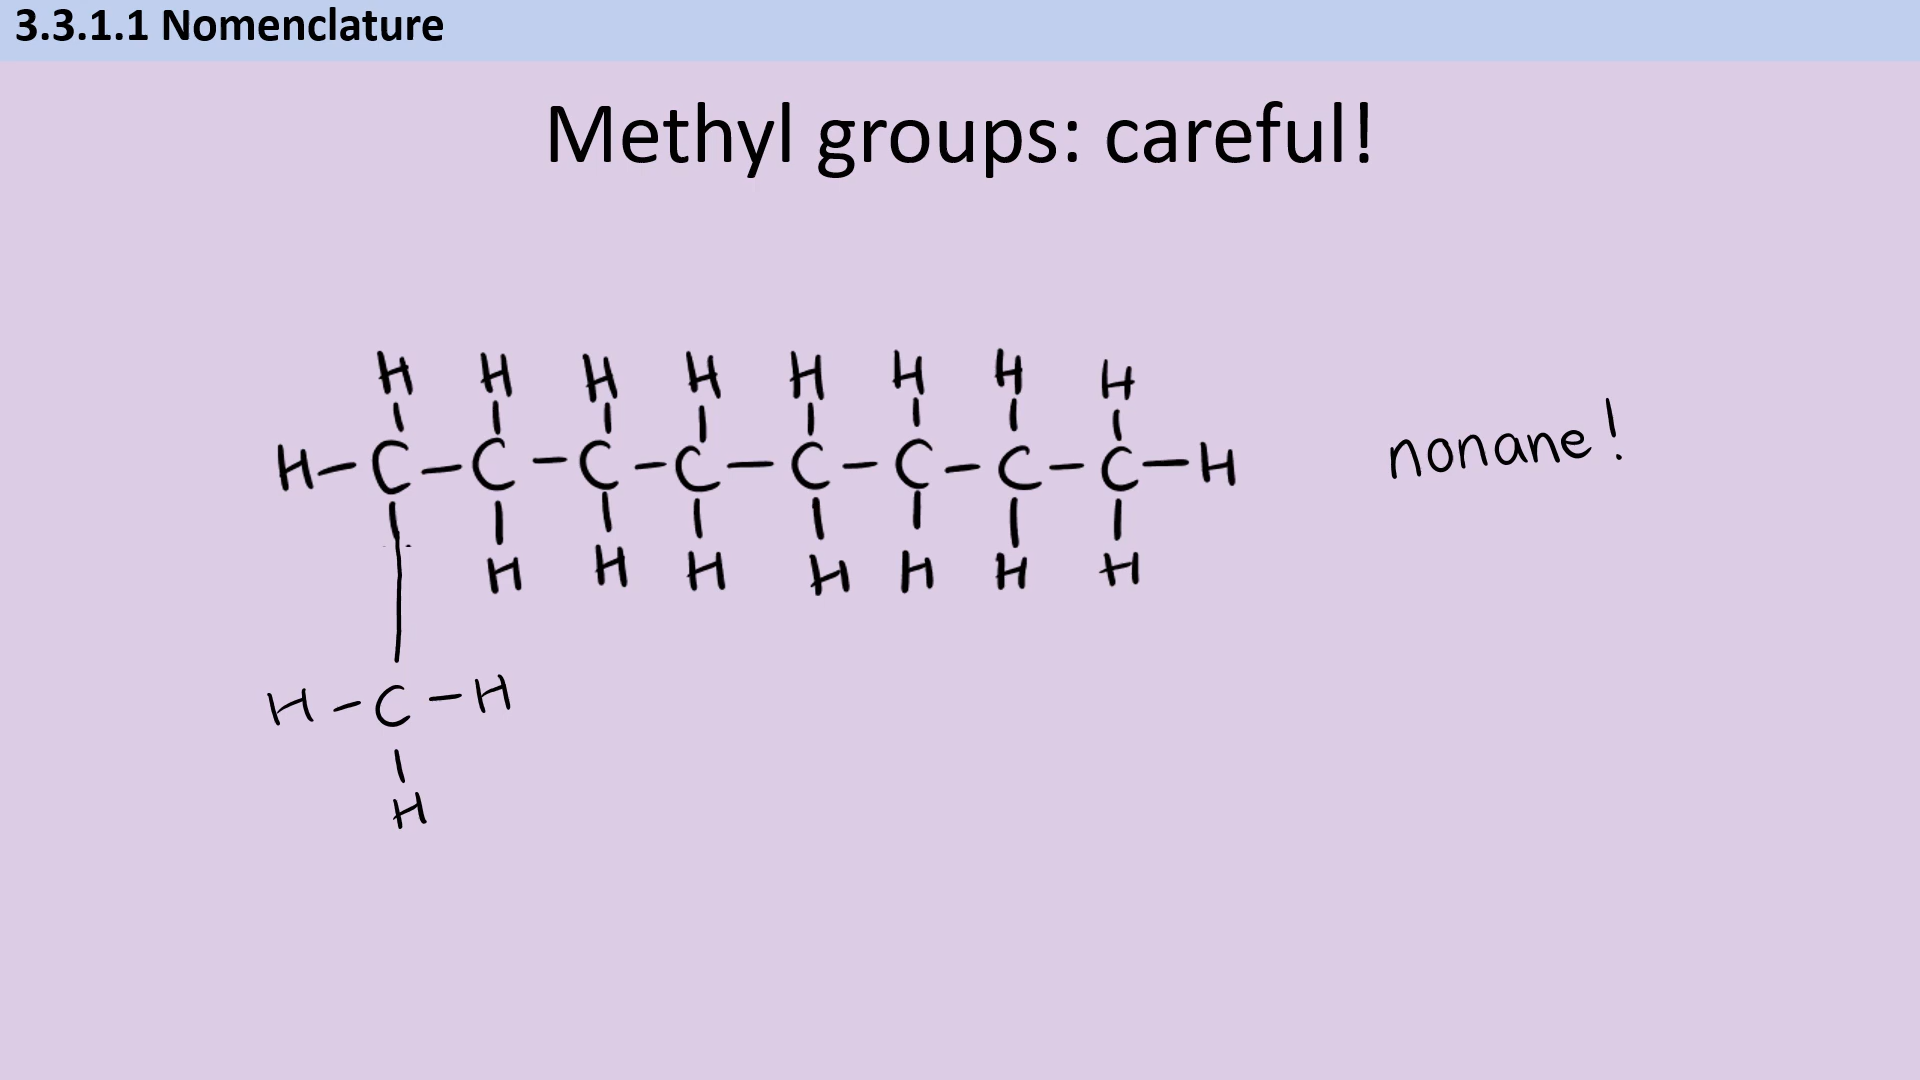 3.3.1.1 Nomenclature
Methyl groups: careful!
H H H H H H H H
H-C-C-C-C-C-C-C-C-H
nonane!
H H H H H H H
H-C-H
H